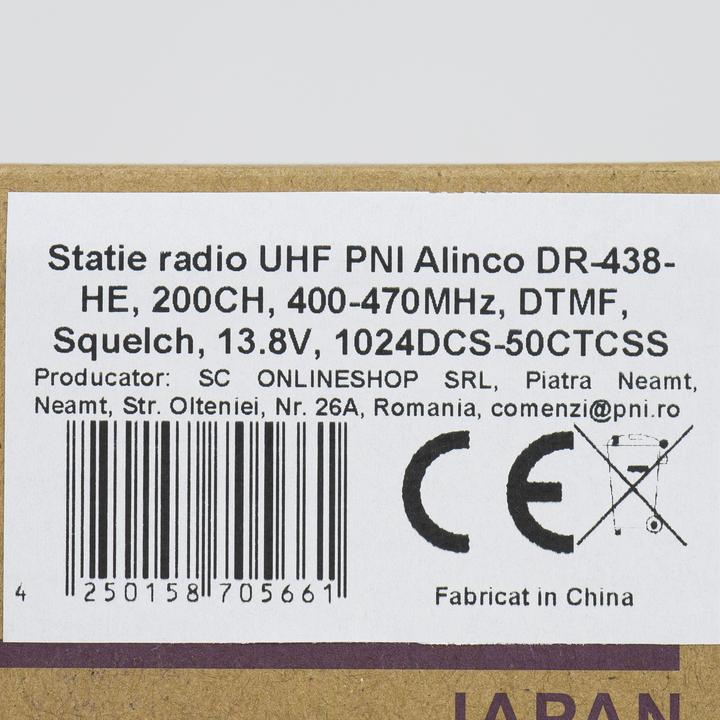 Statie radio UHF PNI Alinco DR-438-
HE, 200CH, 400-470MHz, DTMF,
Squelch, 13.8V, 1024DCS-50CTCSS
Producator: SC ONLINESHOP SRL, Piatra Neamt,
Neamt, Str. Olteniei, Nr. 26A, Romania, comenzi@pni.ro
CE
4 250158 705661
Fabricat in China
JAPAN